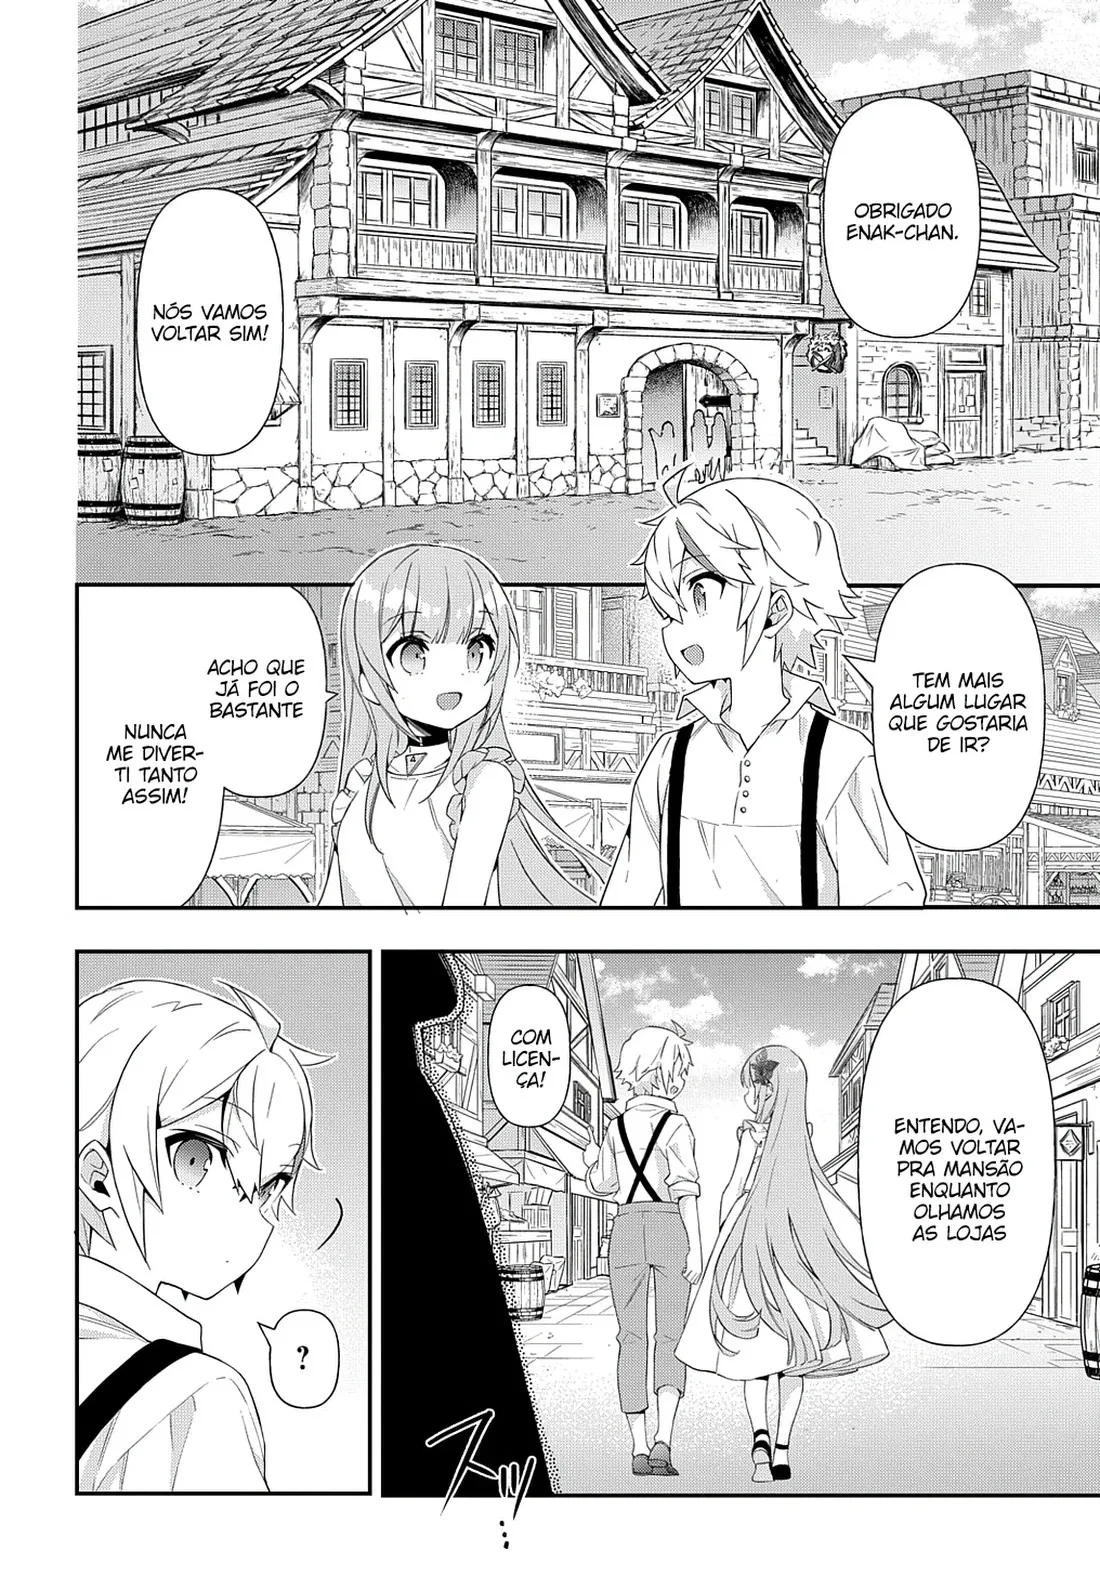 OBRIGADO
ENAK-CHAN.
NÓS VAMOS
VOLTAR SIM!
TEM MAIS
ALGUM LUGAR
QUE GOSTARIA
DE IR?
ACHO QUE
JÁ FOI O
BASTANTE
NUNCA
ME DIVER-
TI TANTO
ASSIM!
ENTENDO, VA-
MOS VOLTAR
PRA MANSÃO
ENQUANTO
OLHAMOS
AS LOJAS
COM
LICEN-
ÇA!
スッ…
?